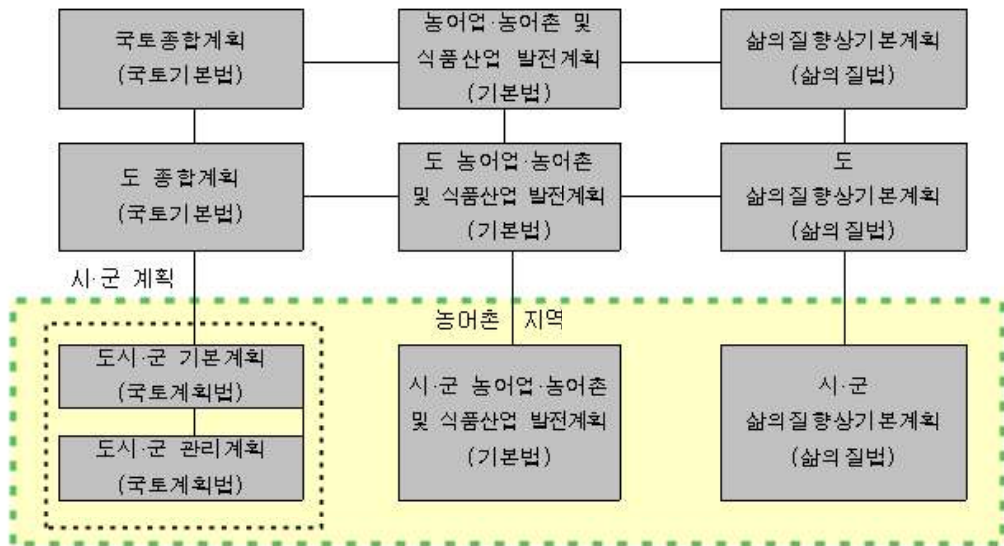 국토종합계획
(국토기본법)
농어업·농어촌 및
식품산업 발전계획
(기본법)
삶의질향상기본계획
(삶의질법)
도 종합계획
(국토기본법)
도 농어업·농어촌
및 식품산업 발전계획
(기본법)
도
삶의질향상기본계획
(삶의질법)
시·군 계획
농어촌 지역
도시·군 기본계획
(국토계획법)
도시·군 관리계획
(국토계획법)
시·군 농어업·농어촌
및 식품산업 발전계획
(기본법)
시·군
삶의질향상기본계획
(삶의질법)